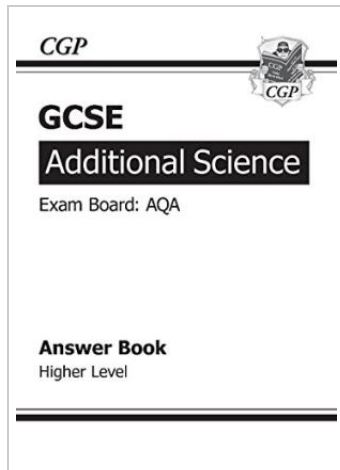 CGP
CGP
GCSE
Additional Science
Exam Board: AQA
Answer Book
Higher Level